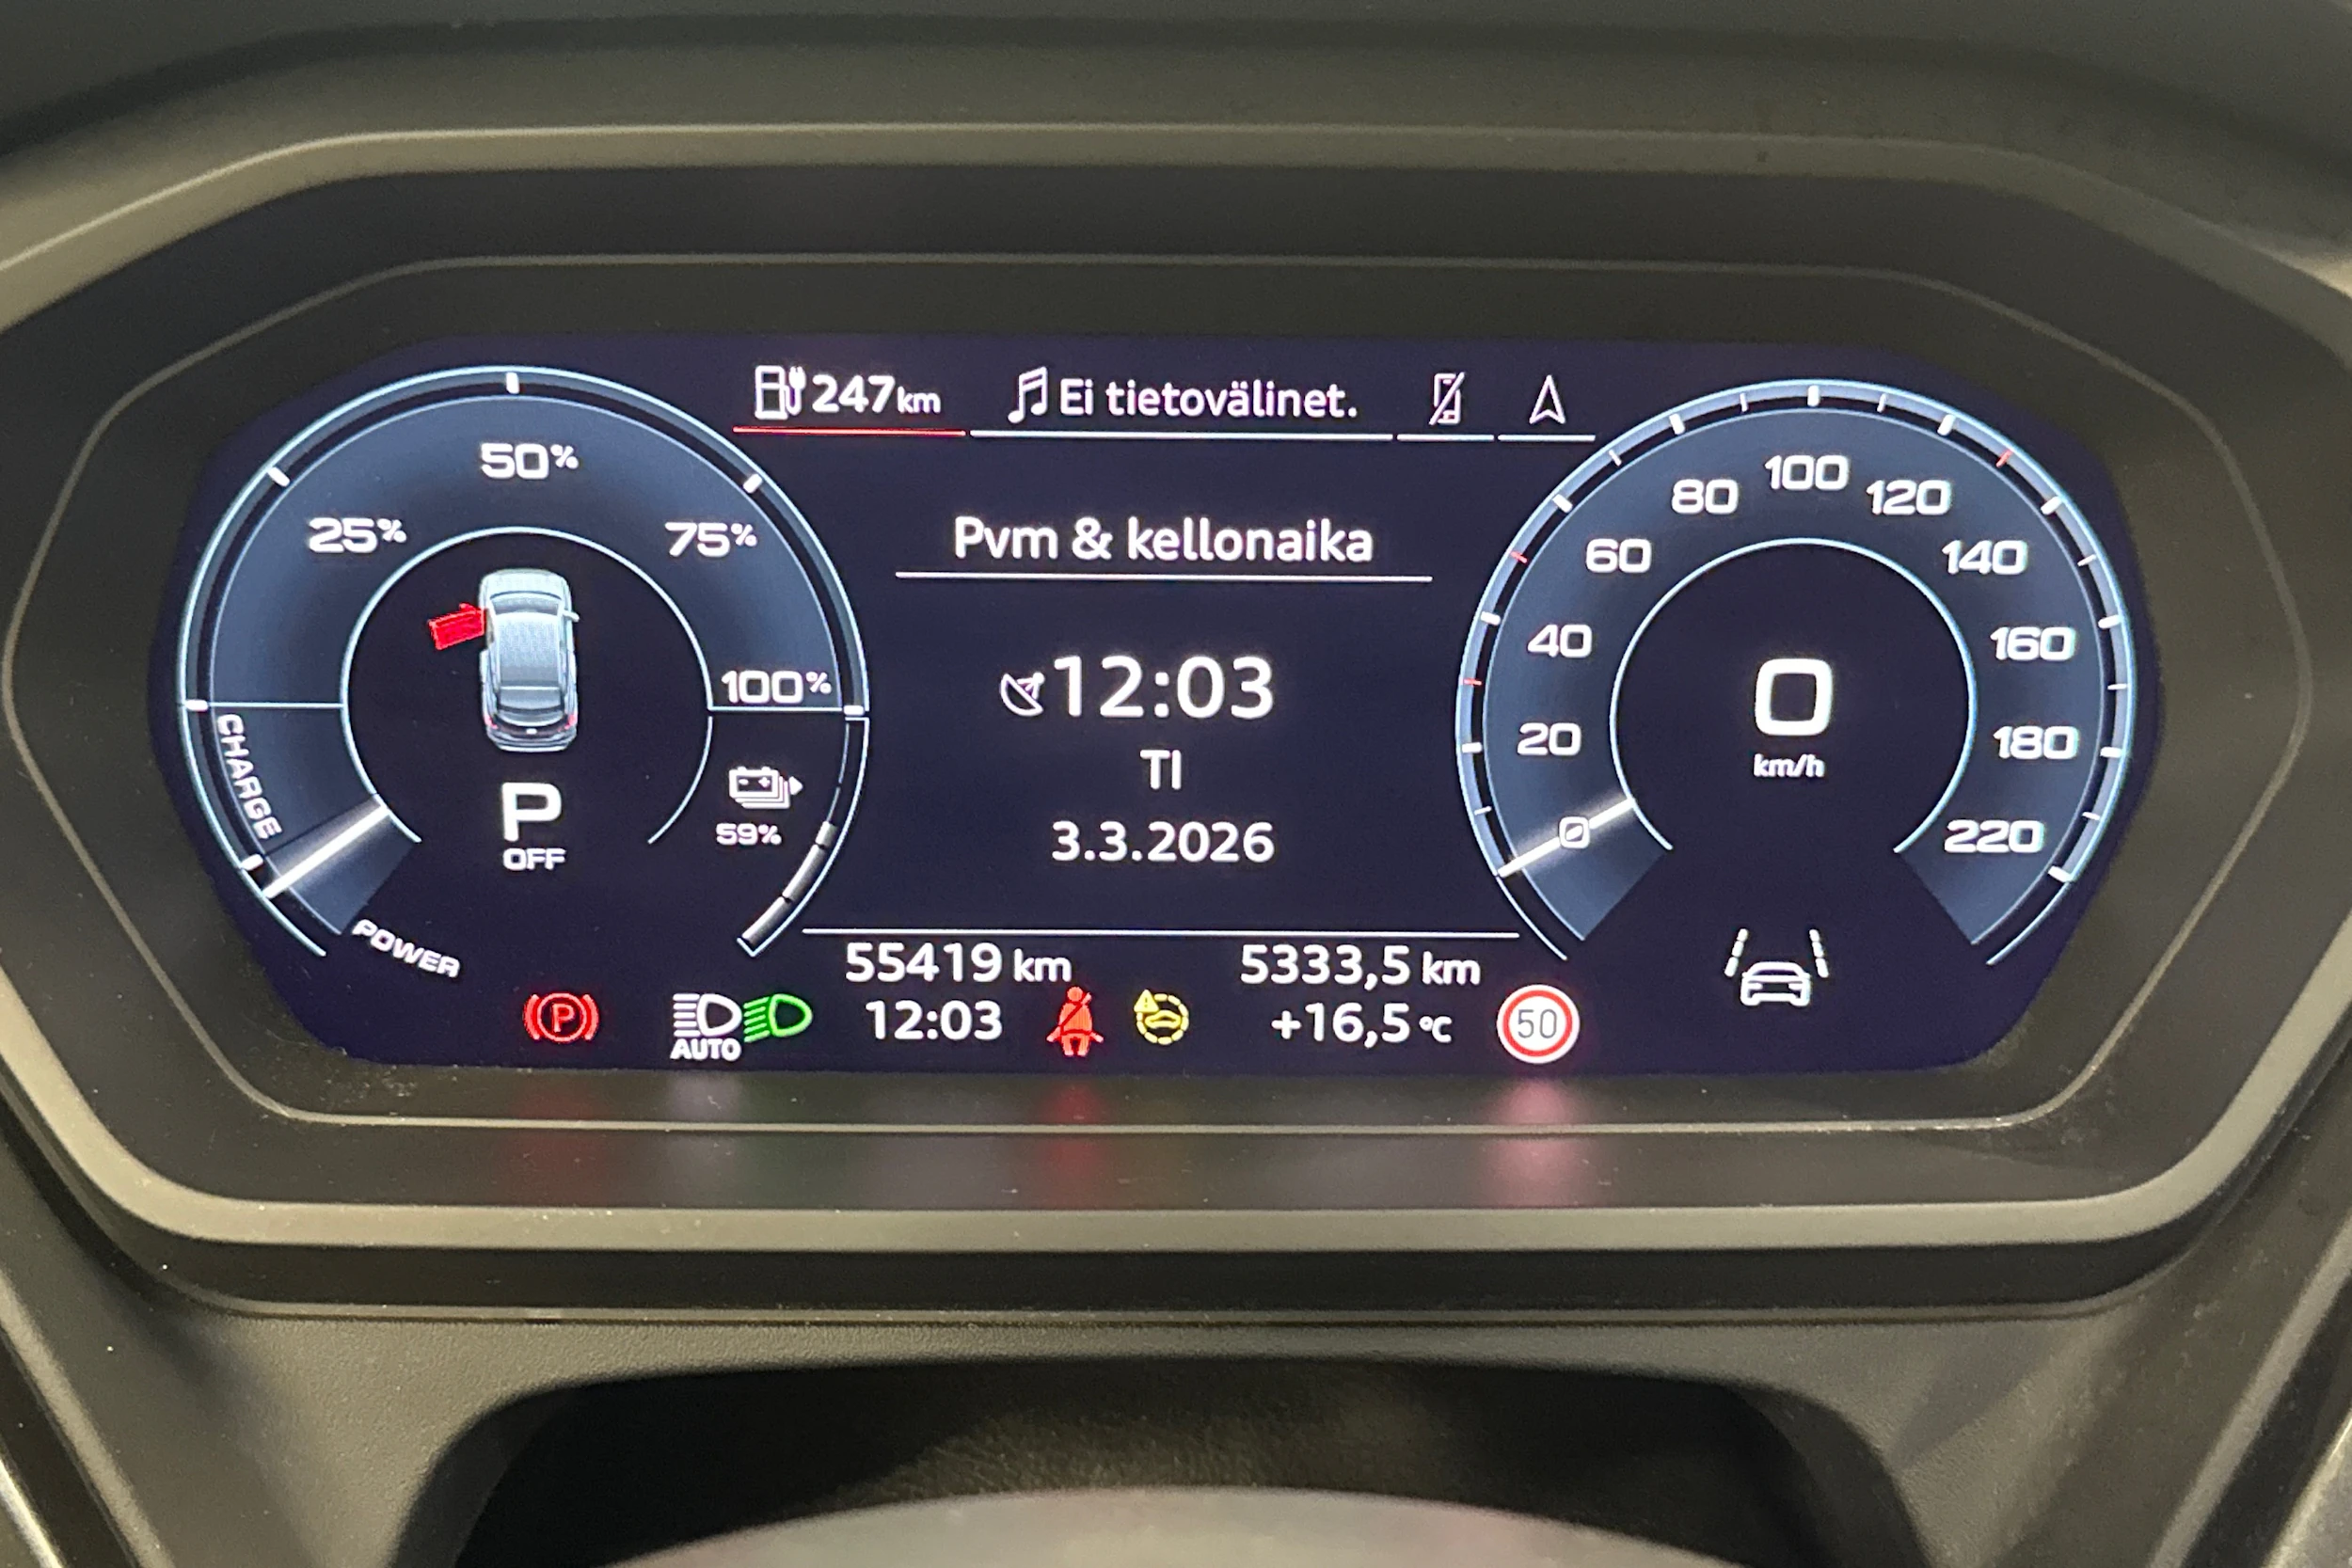 247 km
Ei tietovälinet.
25%
50%
75%
100%
CHARGE
POWER
P
OFF
59%
Pvm & kellonaika
12:03
TI
3.3.2026
0
20
40
60
80
100
120
140
160
180
220
0
km/h
55419 km
5333,5 km
P
AUTO
12:03
+16,5 °C
50